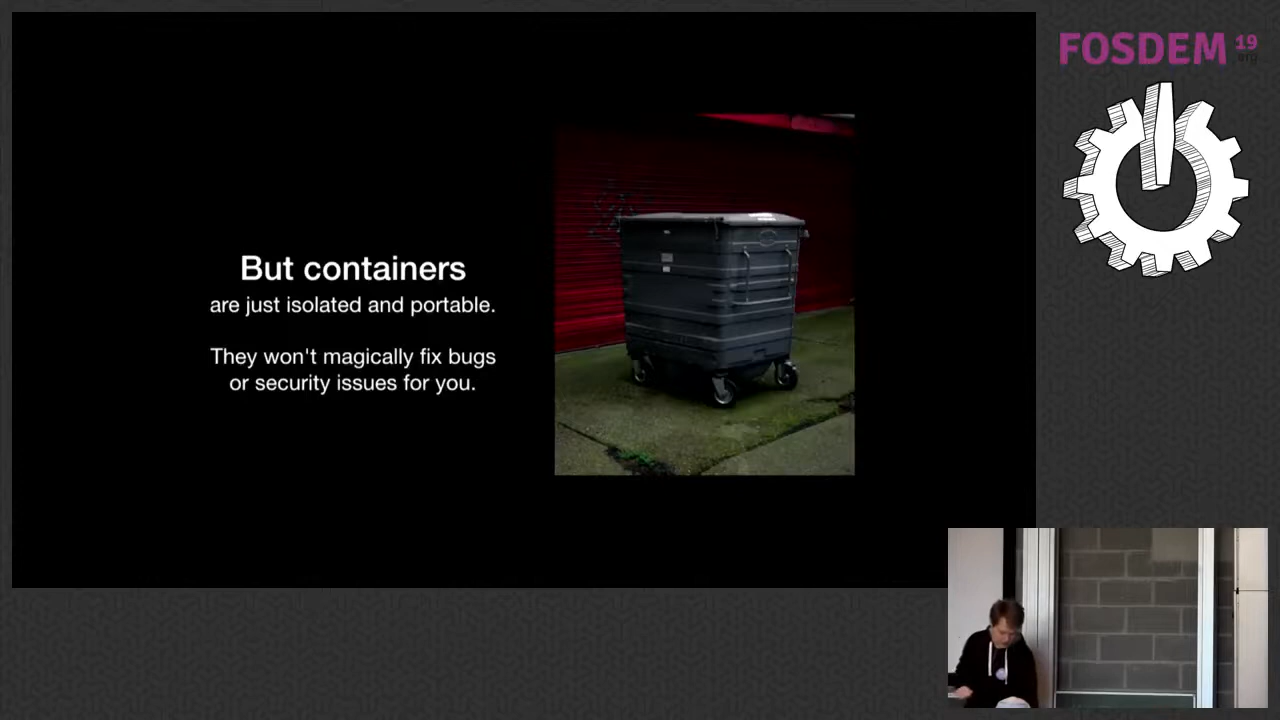 FOSDEM 19
.org
But containers
are just isolated and portable.
They won't magically fix bugs
or security issues for you.